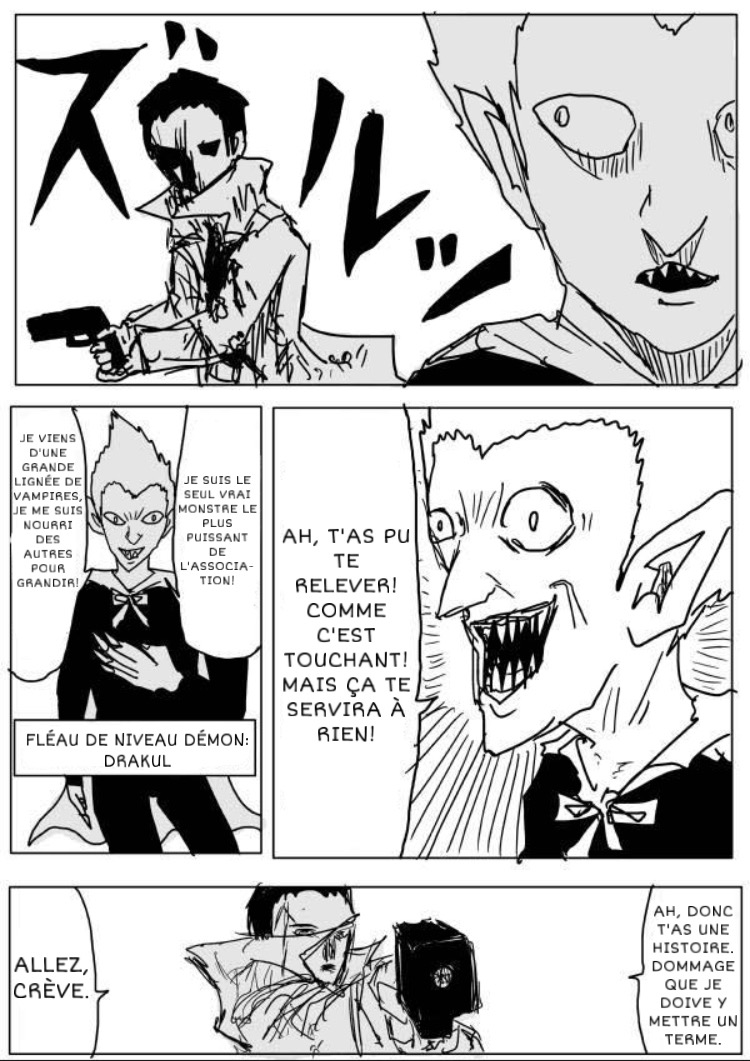 ズルッ
AH, T'AS PU
TE
RELEVER!
COMME
C'EST
TOUCHANT!
MAIS ÇA TE
SERVIRA À
RIEN!
JE SUIS LE
SEUL VRAI
MONSTRE LE
PLUS
PUISSANT
DE
L'ASSOCIA-
TION!
JE VIENS
D'UNE
GRANDE
LIGNÉE DE
VAMPIRES,
JE ME SUIS
NOURRI
DES
AUTRES
POUR
GRANDIR!
FLÉAU DE NIVEAU DÉMON:
DRAKUL
AH, DONC
T'AS UNE
HISTOIRE.
DOMMAGE
QUE JE
DOIVE Y
METTRE UN
TERME.
ALLEZ,
CRÈVE.